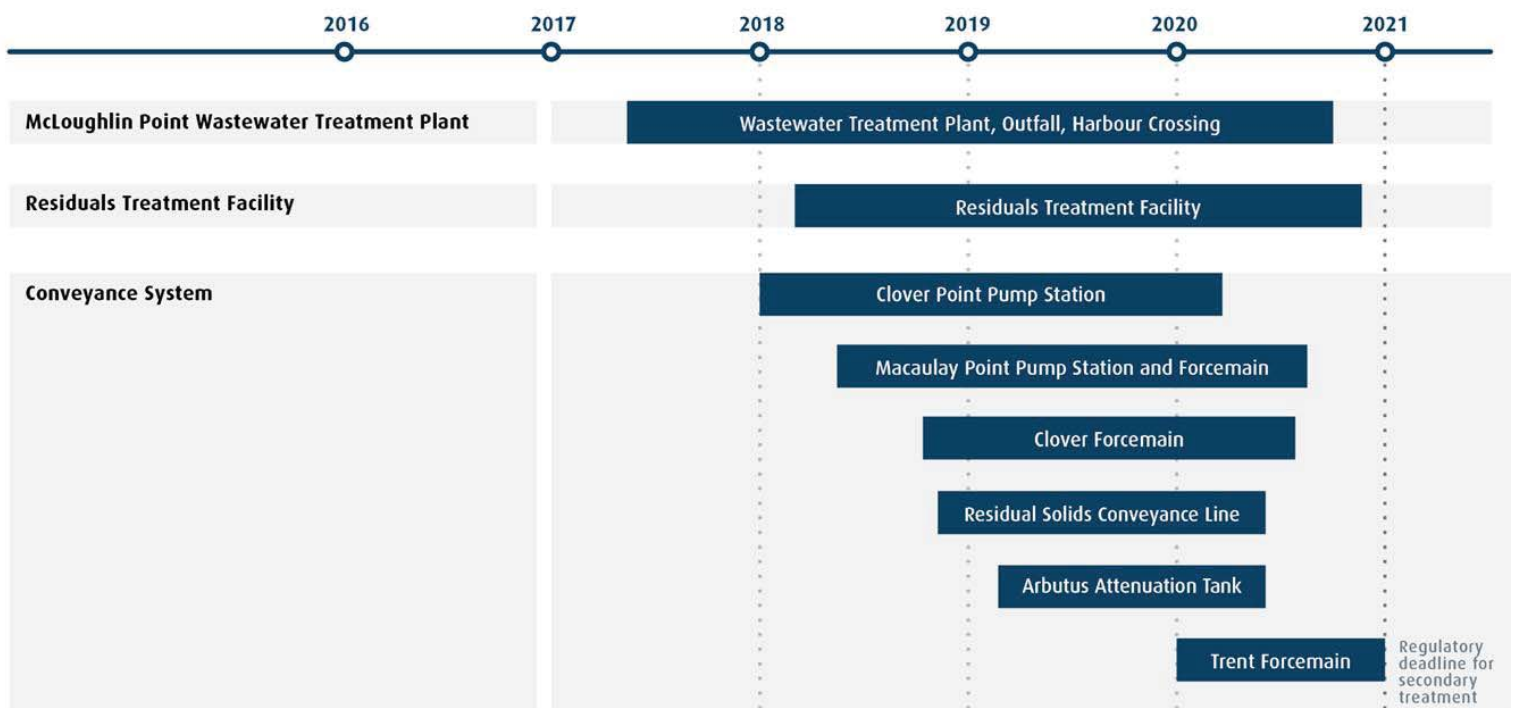 2016 2017 2018 2019 2020 2021
McLoughlin Point Wastewater Treatment Plant
Wastewater Treatment Plant, Outfall, Harbour Crossing
Residuals Treatment Facility
Residuals Treatment Facility
Conveyance System
Clover Point Pump Station
Macaulay Point Pump Station and Forcemain
Clover Forcemain
Residual Solids Conveyance Line
Arbutus Attenuation Tank
Trent Forcemain
Regulatory
deadline for
secondary
treatment